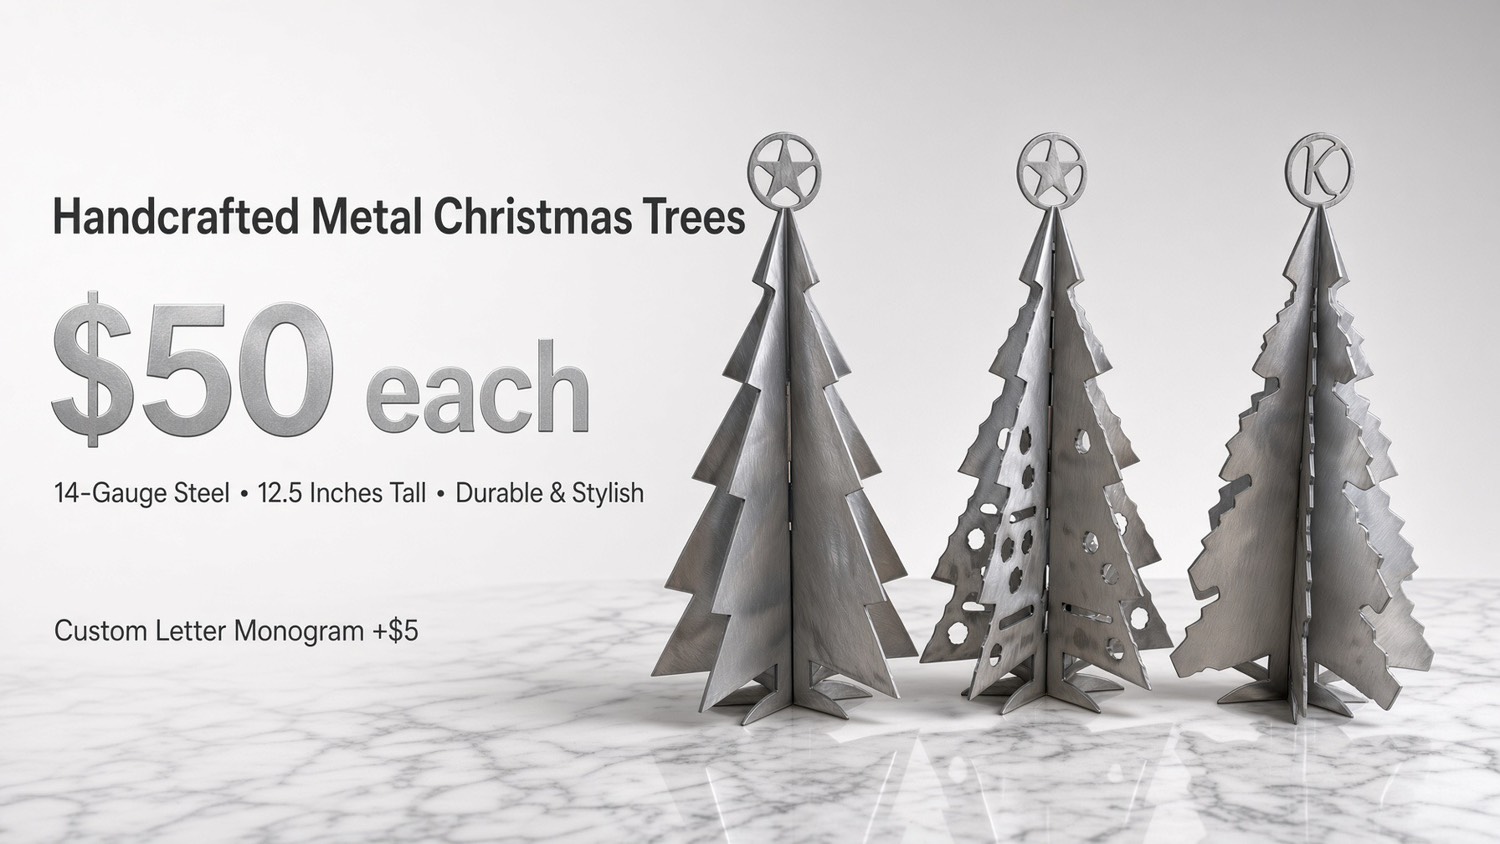 Handcrafted Metal Christmas Trees
$50 each
14-Gauge Steel • 12.5 Inches Tall • Durable & Stylish
Custom Letter Monogram +$5
K